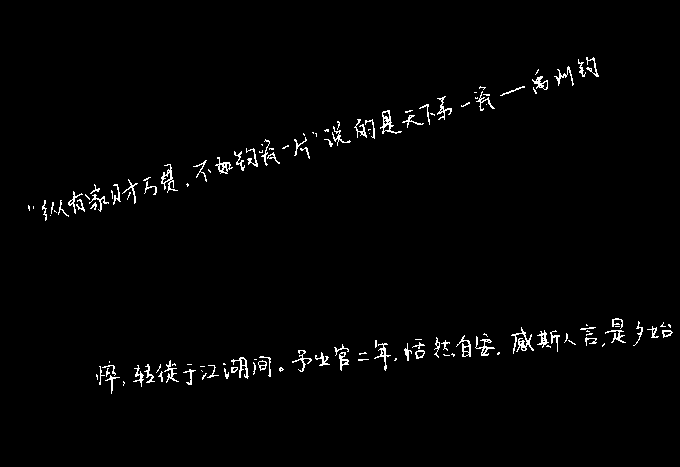 “纵有家财万贯，不如钧瓷一片”说的是天下第一瓷一禹州钧
悴，转徙于江湖间。予出官二年，恬然自安，感斯人言，是夕始